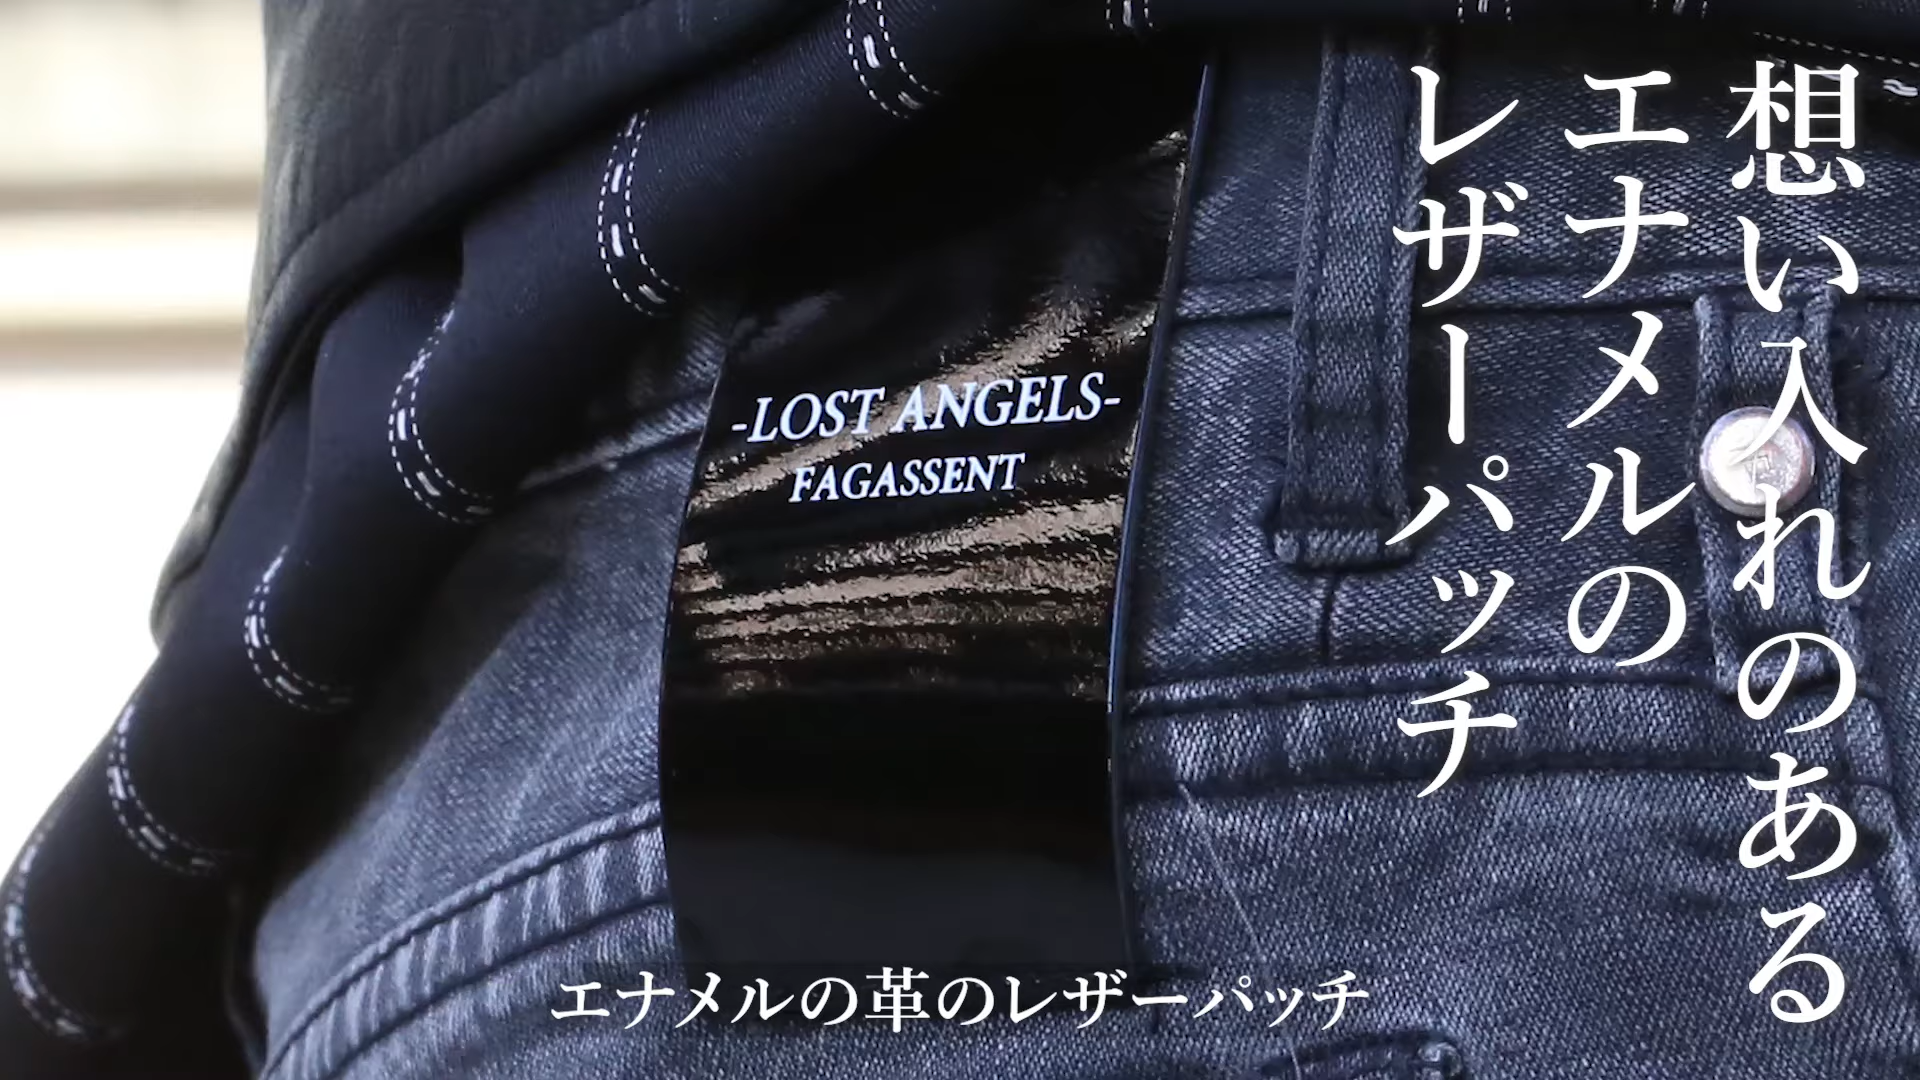 想い入れのある
エナメルの
レザーパッチ
-LOST ANGELS-
FAGASSENT
エナメルの革のレザーパッチ